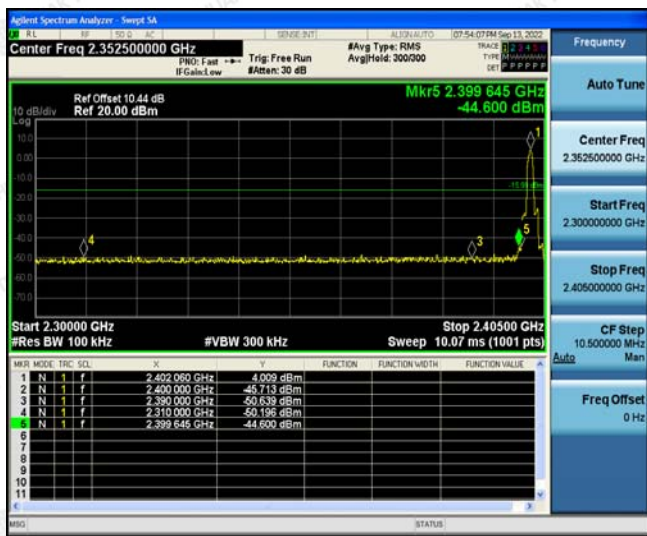 Agilent Spectrum Analyzer - Swept SA
RL RF 50 Ω AC SENSE:INT ALIGN AUTO 07:54:07 PM Sep 13, 2022
Center Freq 2.352500000 GHz
PNO: Fast
IFGain:Low
Trig: Free Run
#Atten: 30 dB
#Avg Type: RMS
Avg|Hold: 300/300
TRACE 1 2 3 4 5 6
TYPE
DET P P P P P P
10 dB/div
Log
Ref Offset 10.44 dB
Ref 20.00 dBm
Mkr5 2.399 645 GHz
-44.600 dBm
10.0
0.00
-10.0
-20.0
-30.0
-40.0
-50.0
-60.0
-70.0
1
-15.99 dBm
4
3
5
Start 2.30000 GHz
Stop 2.40500 GHz
#Res BW 100 kHz #VBW 300 kHz Sweep 10.07 ms (1001 pts)
MKR MODE TRC SCL X Y FUNCTION FUNCTION WIDTH FUNCTION VALUE
1 N 1 f 2.402 060 GHz 4.009 dBm
2 N 1 f 2.400 000 GHz -45.713 dBm
3 N 1 f 2.390 000 GHz -50.639 dBm
4 N 1 f 2.310 000 GHz -50.196 dBm
5 N 1 f 2.399 645 GHz -44.600 dBm
6
7
8
9
10
11
MSG STATUS
Frequency
Auto Tune
Center Freq
2.352500000 GHz
Start Freq
2.300000000 GHz
Stop Freq
2.405000000 GHz
CF Step
10.500000 MHz
Auto Man
Freq Offset
0 Hz